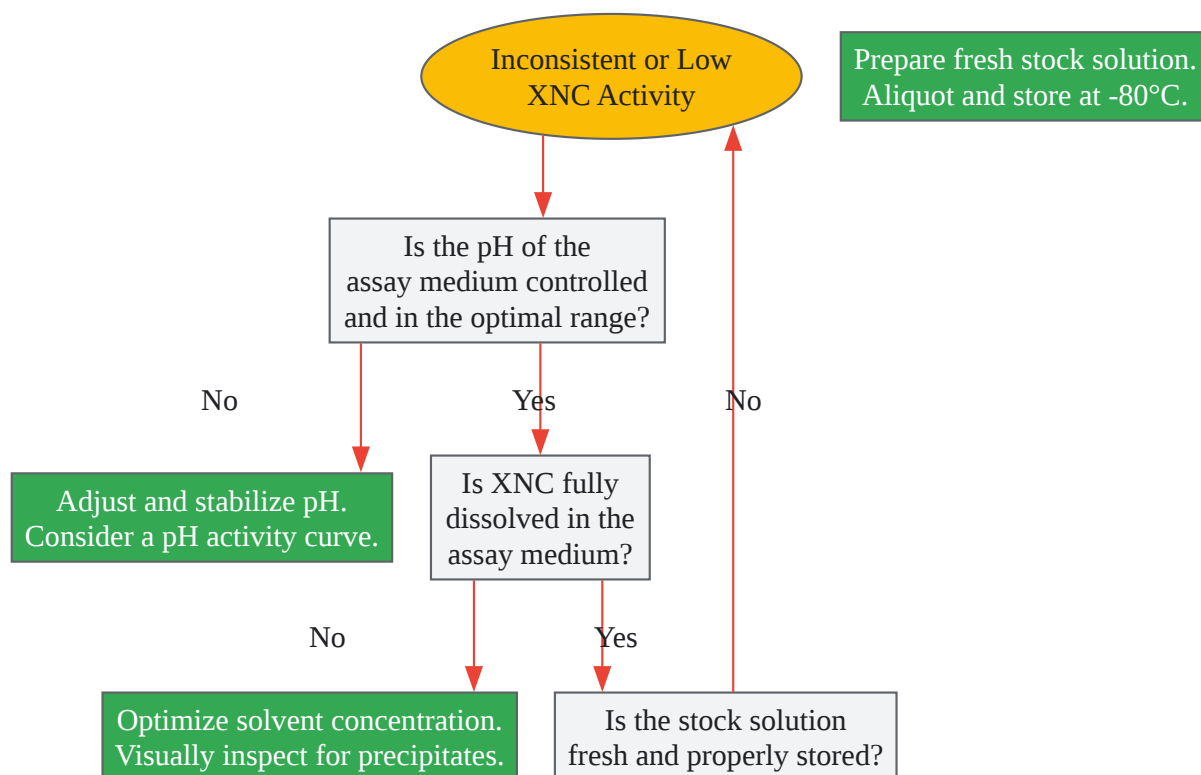 Inconsistent or Low
XNC Activity
Prepare fresh stock solution.
Aliquot and store at -80°C.
Is the pH of the
assay medium controlled
and in the optimal range?
No
Yes
No
Adjust and stabilize pH.
Consider a pH activity curve.
Is XNC fully
dissolved in the
assay medium?
No
Yes
Optimize solvent concentration.
Visually inspect for precipitates.
Is the stock solution
fresh and properly stored?